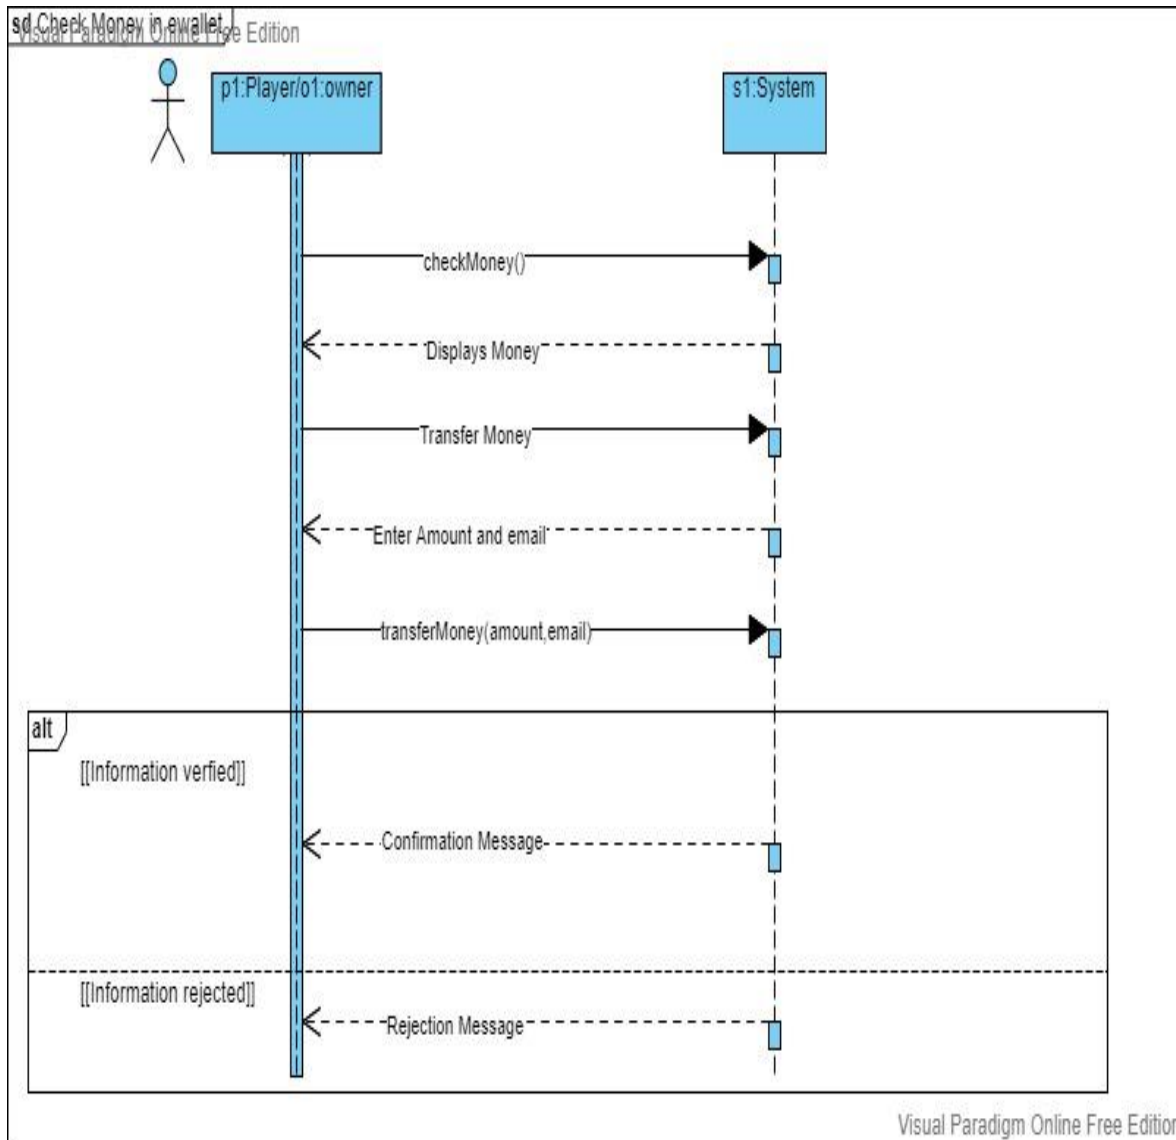 sd Check Money in ewallet
Visual Paradigm Online Free Edition
p1:Player/o1:owner
s1:System
checkMoney()
Displays Money
Transfer Money
Enter Amount and email
transferMoney(amount,email)
alt
[[Information verfied]]
Confirmation Message
[[Information rejected]]
Rejection Message
Visual Paradigm Online Free Edition